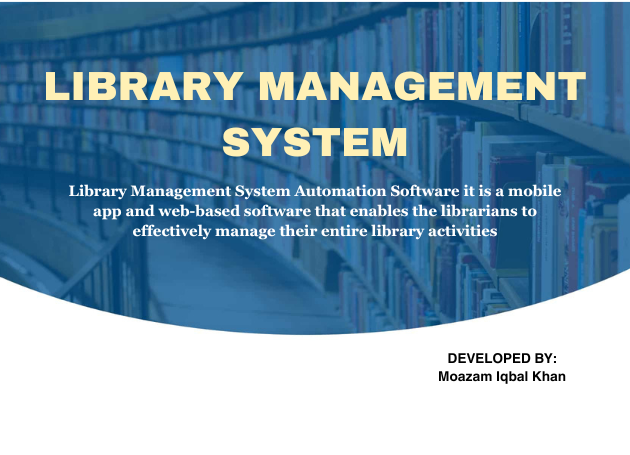 LIBRARY MANAGEMENT
SYSTEM
Library Management System Automation Software it is a mobile
app and web-based software that enables the librarians to
effectively manage their entire library activities
DEVELOPED BY:
Moazam Iqbal Khan